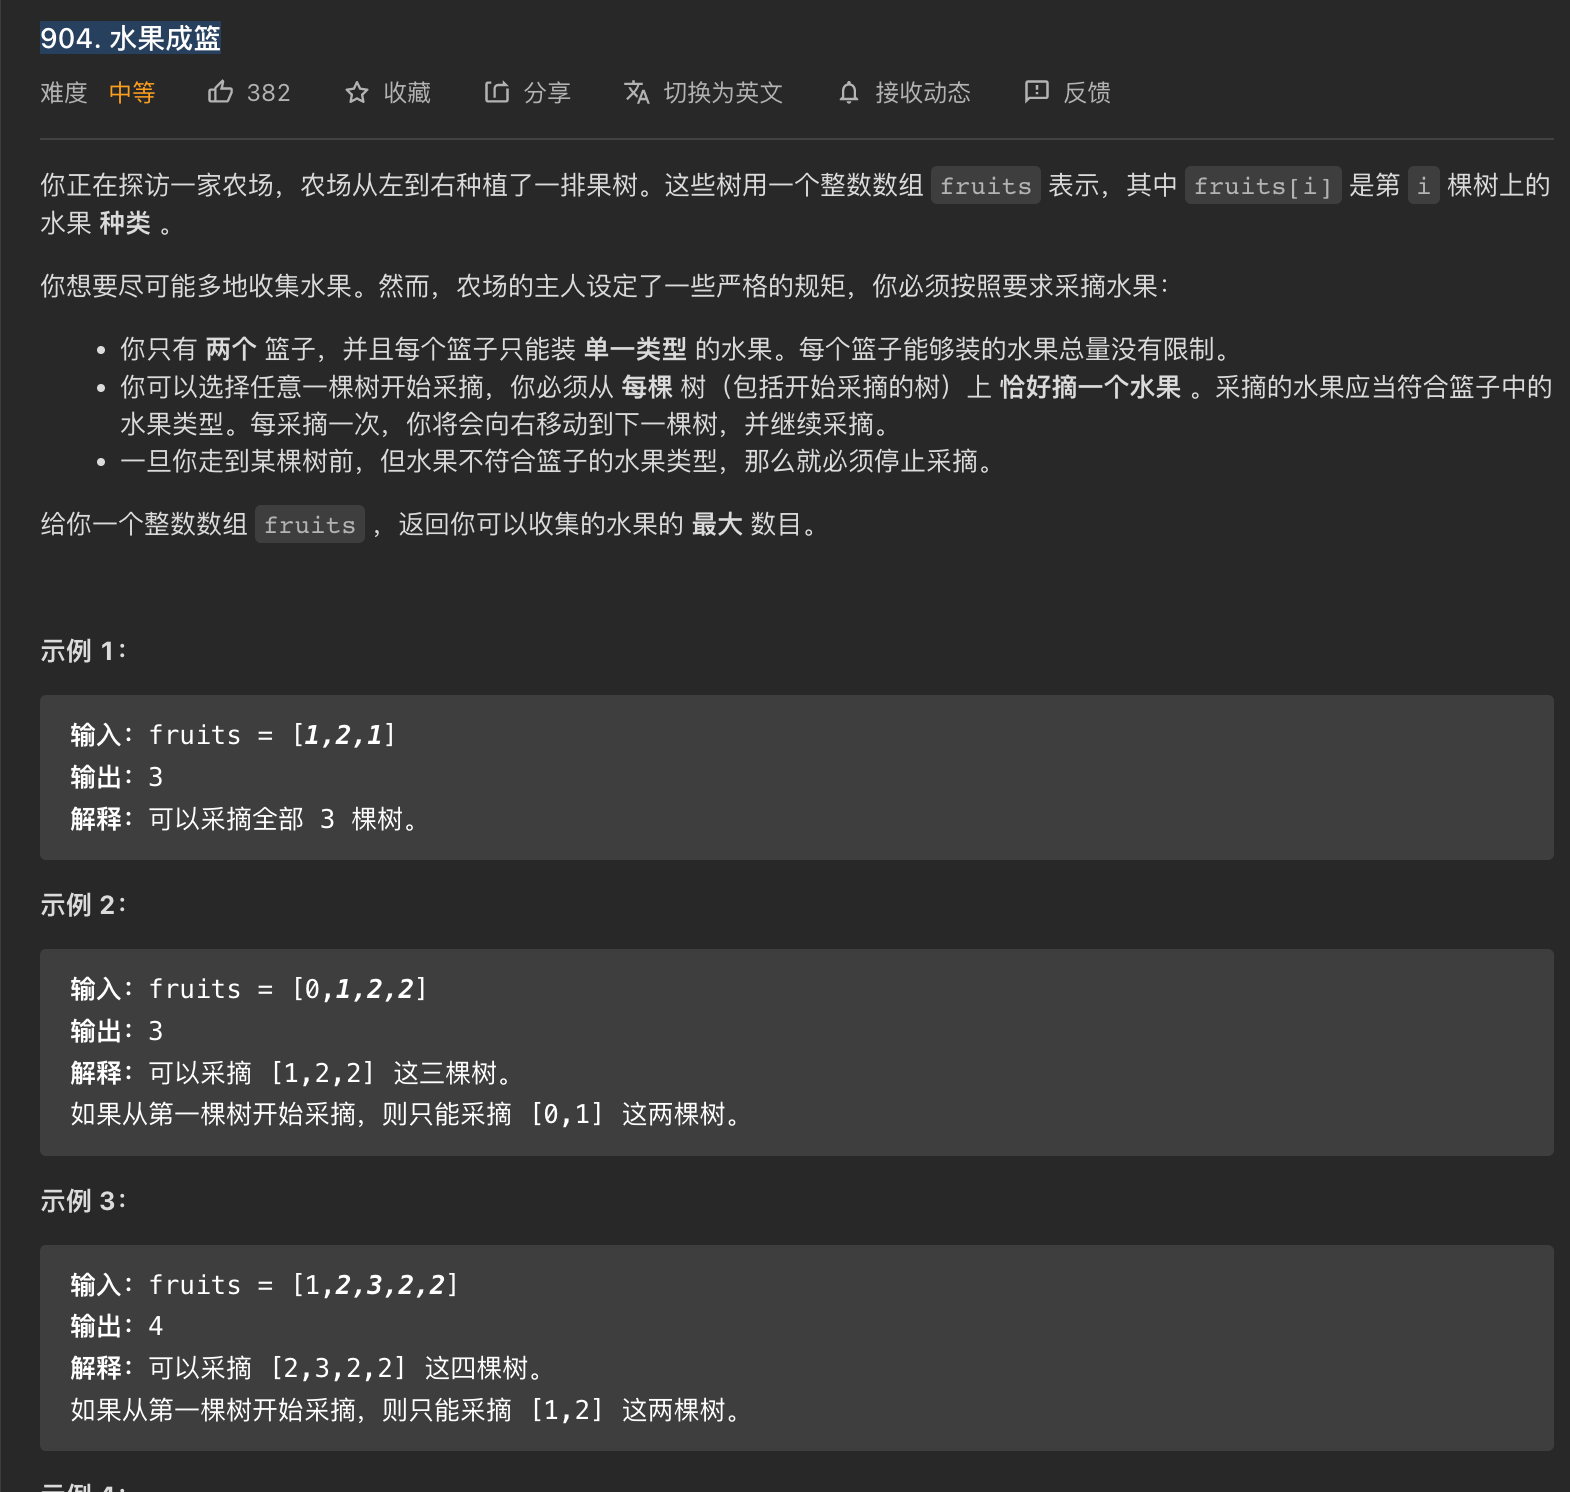 904. 水果成篮
难度 中等 382 收藏 分享 切换为英文 接收动态 反馈
你正在探访一家农场，农场从左到右种植了一排果树。这些树用一个整数数组 fruits 表示，其中 fruits[i] 是第 i 棵树上的
水果 种类 。
你想要尽可能多地收集水果。然而，农场的主人设定了一些严格的规矩，你必须按照要求采摘水果：
• 你只有 两个 篮子，并且每个篮子只能装 单一类型 的水果。每个篮子能够装的水果总量没有限制。
• 你可以选择任意一棵树开始采摘，你必须从 每棵 树（包括开始采摘的树）上 恰好摘一个水果 。采摘的水果应当符合篮子中的
水果类型。每采摘一次，你将会向右移动到下一棵树，并继续采摘。
• 一旦你走到某棵树前，但水果不符合篮子的水果类型，那么就必须停止采摘。
给你一个整数数组 fruits ，返回你可以收集的水果的 最大 数目。
示例 1：
输入：fruits = [1,2,1]
输出：3
解释：可以采摘全部 3 棵树。
示例 2：
输入：fruits = [0,1,2,2]
输出：3
解释：可以采摘 [1,2,2] 这三棵树。
如果从第一棵树开始采摘，则只能采摘 [0,1] 这两棵树。
示例 3：
输入：fruits = [1,2,3,2,2]
输出：4
解释：可以采摘 [2,3,2,2] 这四棵树。
如果从第一棵树开始采摘，则只能采摘 [1,2] 这两棵树。
示例 4：